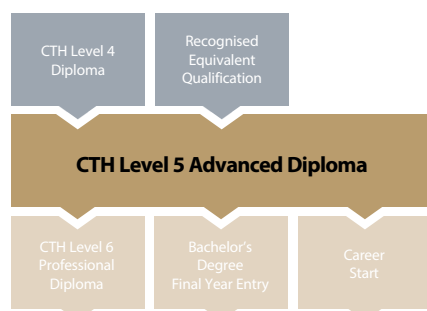 CTH Level 4
Diploma
Recognised
Equivalent
Qualification
CTH Level 5 Advanced Diploma
CTH Level 6
Professional
Diploma
Bachelor's
Degree
Final Year Entry
Career
Start